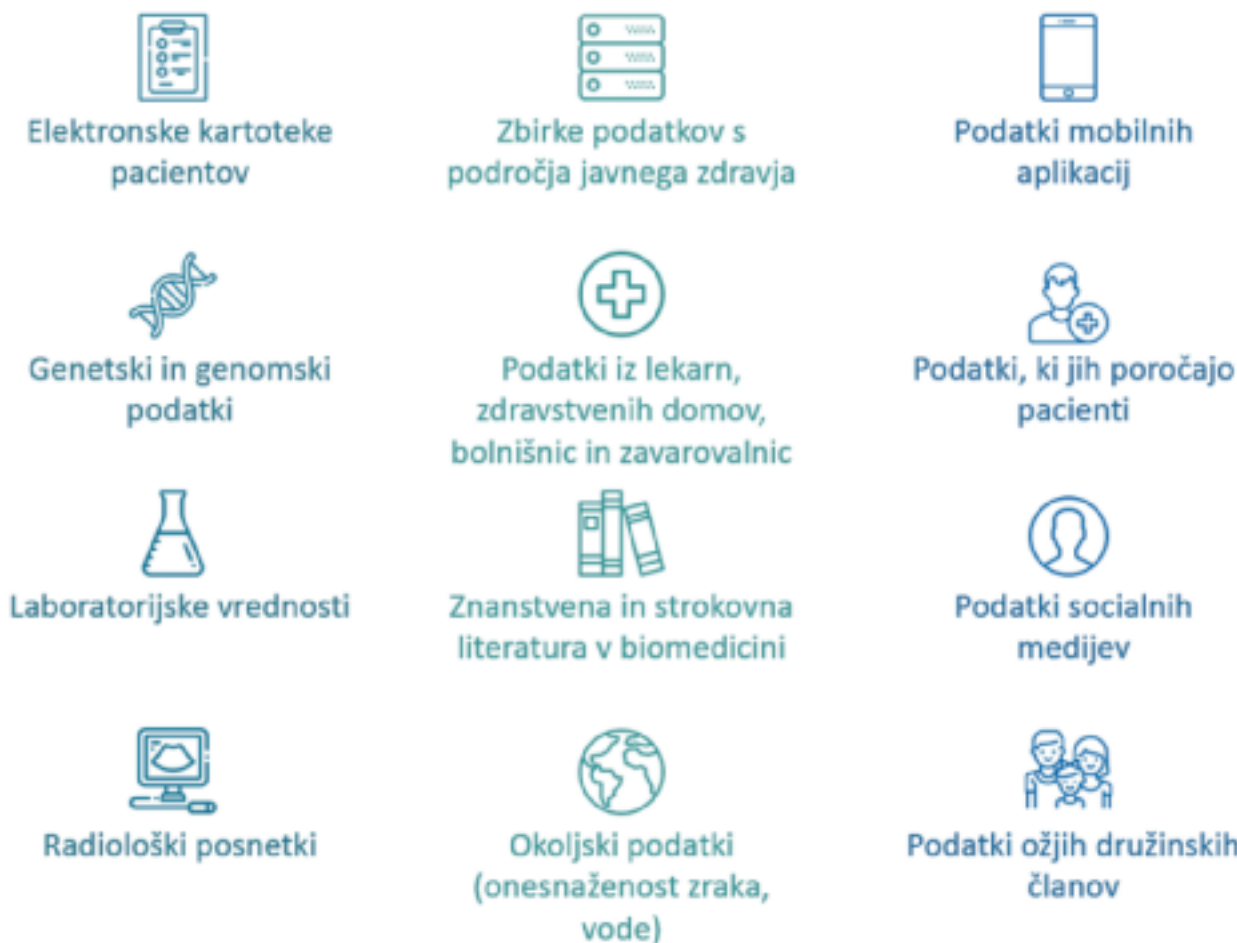 Elektronske kartoteke
pacientov
Zbirke podatkov s
področja javnega zdravja
Podatki mobilnih
aplikacij
Genetski in genomski
podatki
Podatki iz lekarn,
zdravstvenih domov,
bolnišnic in zavarovalnic
Podatki, ki jih poročajo
pacienti
Laboratorijske vrednosti
Znanstvena in strokovna
literatura v biomedicini
Podatki socialnih
medijev
Radiološki posnetki
Okoljski podatki
(onesnaženost zraka,
vode)
Podatki ožjih družinskih
članov